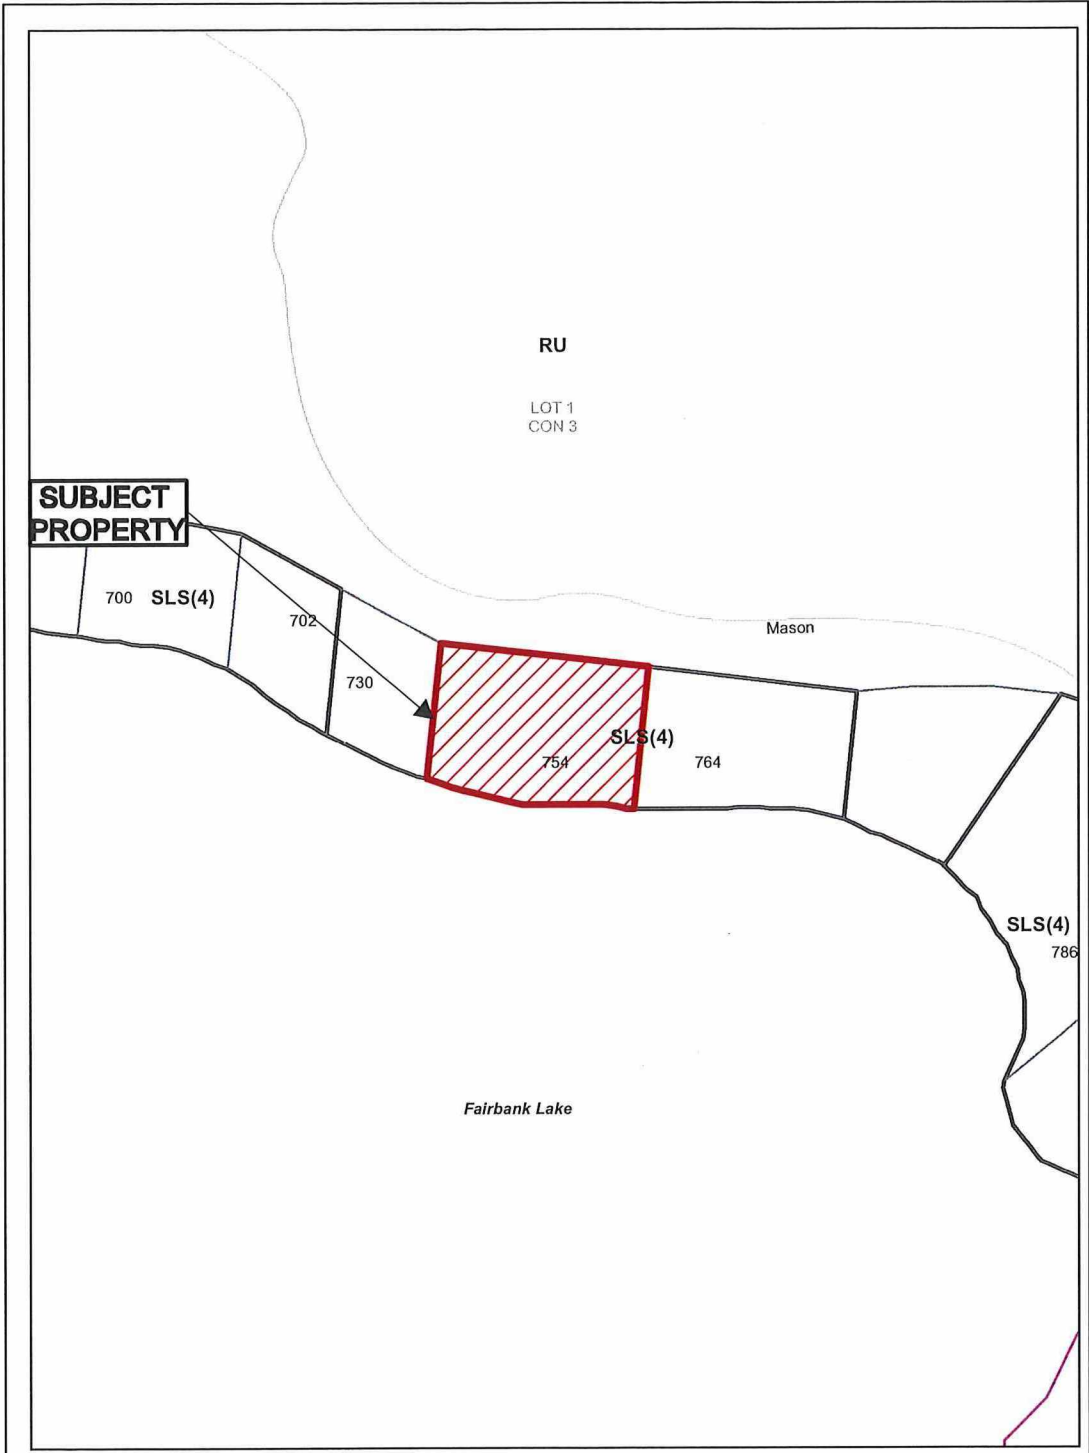 RU
LOT 1
CON 3
SUBJECT
PROPERTY
700 SLS(4)
702
Mason
730
SLS(4)
754
764
SLS(4)
786
Fairbank Lake